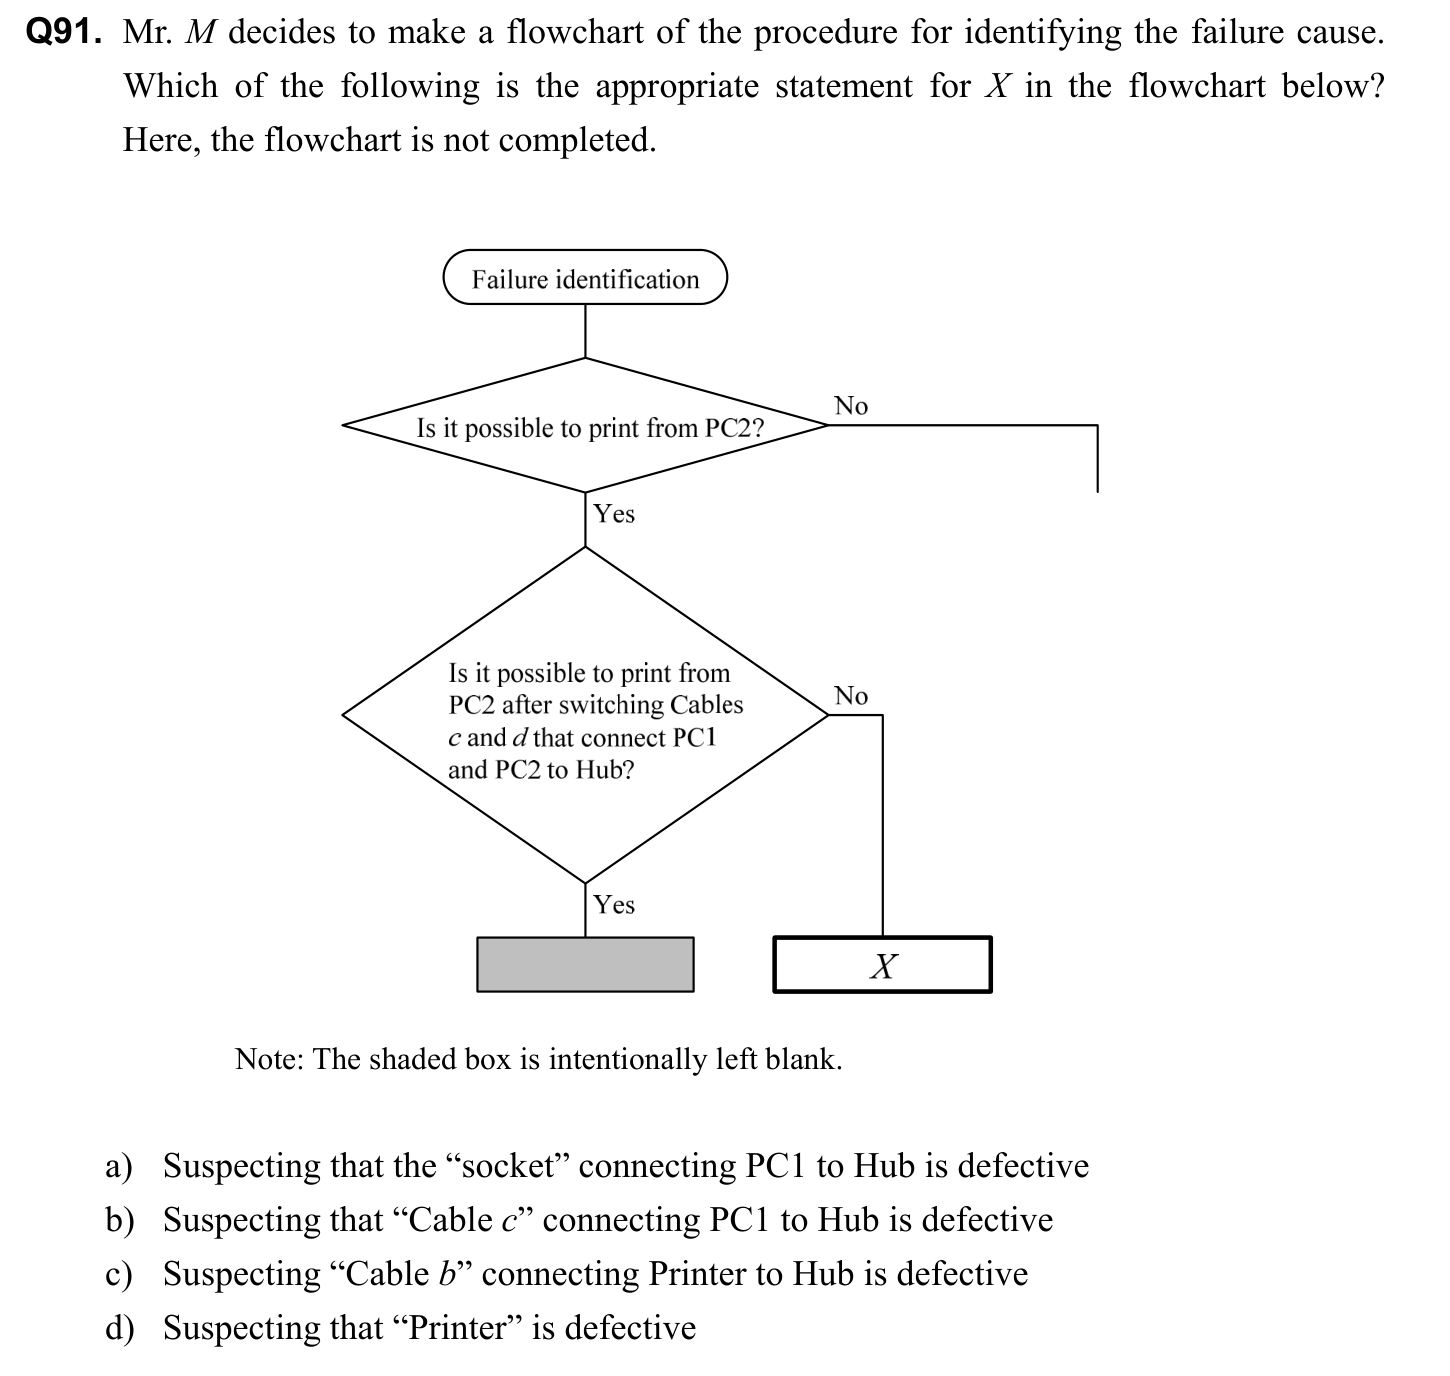 Q91. Mr. M decides to make a flowchart of the procedure for identifying the failure cause.
Which of the following is the appropriate statement for X in the flowchart below?
Here, the flowchart is not completed.
Failure identification
Is it possible to print from PC2?
No
Yes
Is it possible to print from
PC2 after switching Cables
c and d that connect PC1
and PC2 to Hub?
No
Yes
X
Note: The shaded box is intentionally left blank.
a) Suspecting that the “socket” connecting PC1 to Hub is defective
b) Suspecting that “Cable c” connecting PC1 to Hub is defective
c) Suspecting “Cable b” connecting Printer to Hub is defective
d) Suspecting that “Printer” is defective